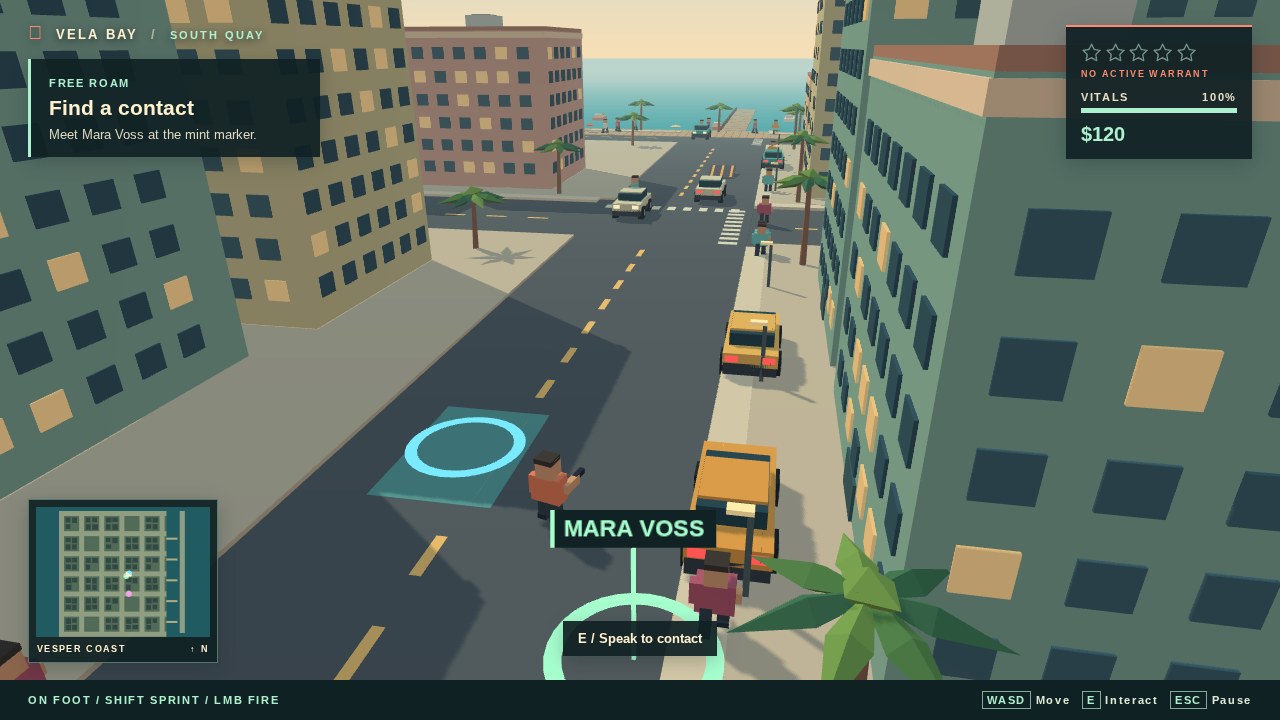 VELA BAY / SOUTH QUAY
FREE ROAM
Find a contact
Meet Mara Voss at the mint marker.
NO ACTIVE WARRANT
VITALS 100%
$120
MARA VOSS
E / Speak to contact
VESPER COAST ↑ N
ON FOOT / SHIFT SPRINT / LMB FIRE
WASD Move E Interact ESC Pause